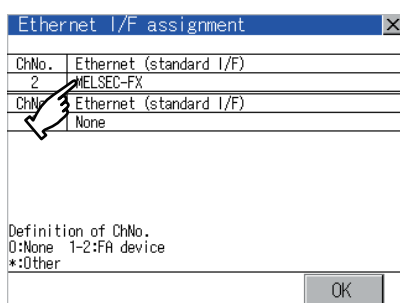 Ethernet I/F assignment
ChNo. Ethernet (standard I/F)
2 MELSEC-FX
ChNo. Ethernet (standard I/F)
None
Definition of ChNo.
0:None 1-2:FA device
*:Other
OK